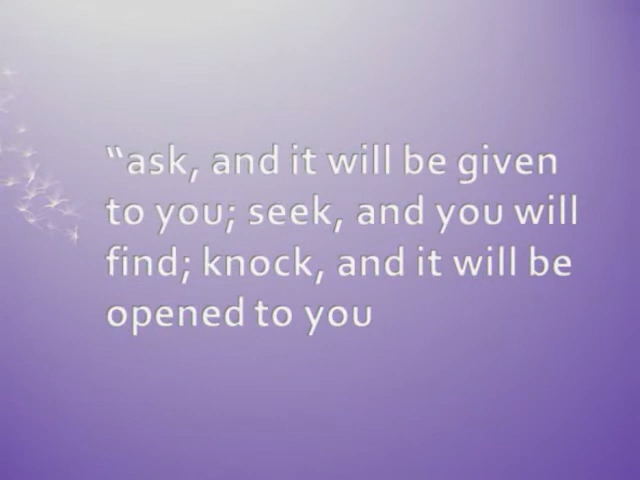 “ask, and it will be given
to you; seek, and you will
find; knock, and it will be
opened to you